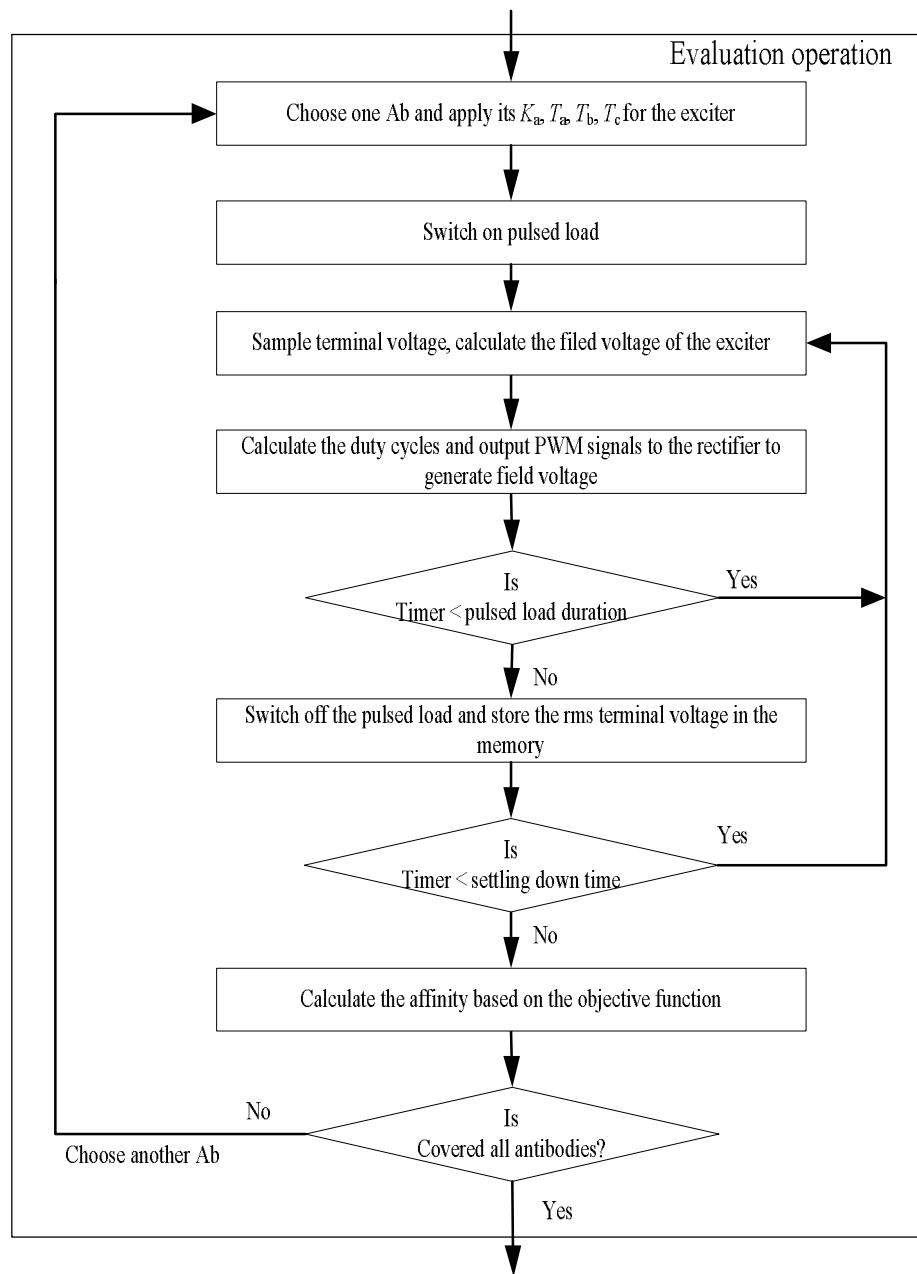 Evaluation operation
Choose one Ab and apply its Ka, Ta, Tb, Tc for the exciter
Switch on pulsed load
Sample terminal voltage, calculate the filed voltage of the exciter
Calculate the duty cycles and output PWM signals to the rectifier to
generate field voltage
Is
Timer < pulsed load duration
Yes
No
Switch off the pulsed load and store the rms terminal voltage in the
memory
Is
Timer < settling down time
Yes
No
Calculate the affinity based on the objective function
Is
Covered all antibodies?
No
Choose another Ab
Yes